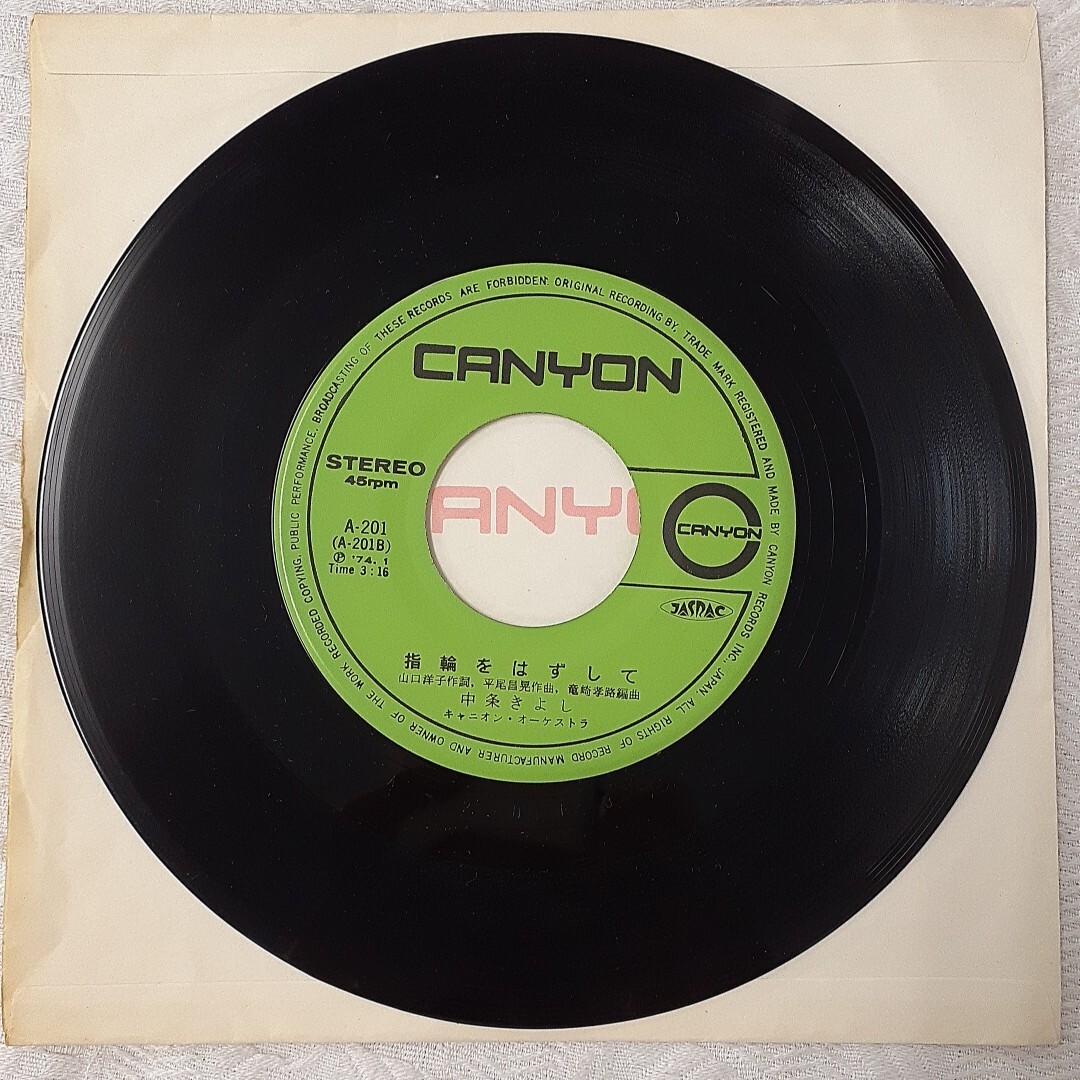 CANYON
STEREO
45rpm
A-201
(A-201B)
Ⓟ '74. 1
Time 3:16
ANYO
CANYON
JASRAC
指輪をはずして
山口洋子作詞, 平尾昌晃作曲, 竜崎孝路編曲
中条きよし
キャニオン・オーケストラ
ALL RIGHTS OF RECORD MANUFACTURER AND OWNER OF THE WORK RECORDED COPYING, PUBLIC PERFORMANCE, BROADCASTING OF THESE RECORDS ARE FORBIDDEN: ORIGINAL RECORDING BY, TRADE MARK REGISTERED AND MADE BY CANYON RECORDS INC., JAPAN,